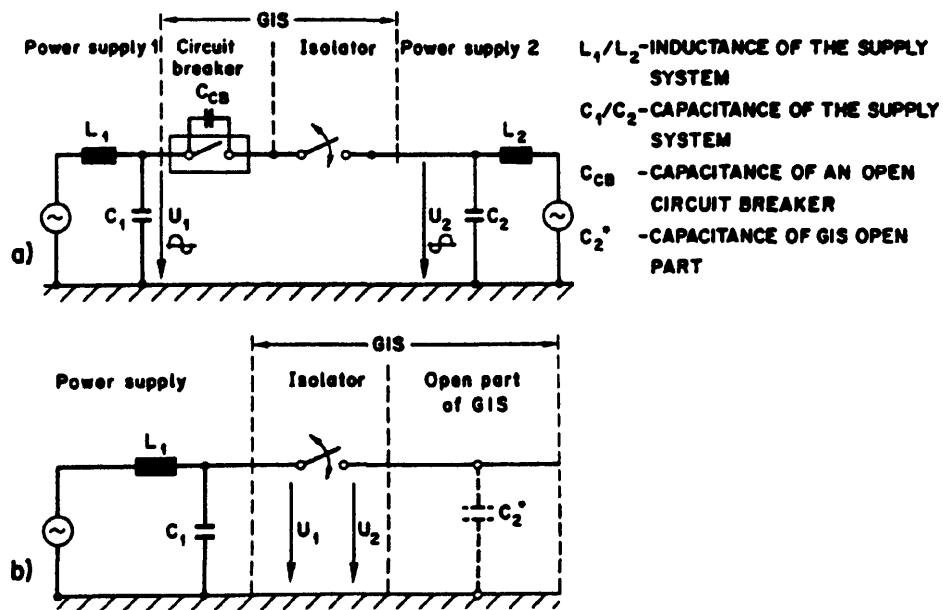 GIS
Power supply 1 Circuit breaker Isolator Power supply 2
C_CB
L₁
L₂
C₁
U₁
U₂
C₂
a)
L₁/L₂-INDUCTANCE OF THE SUPPLY
SYSTEM
C₁/C₂-CAPACITANCE OF THE SUPPLY
SYSTEM
C_CB -CAPACITANCE OF AN OPEN
CIRCUIT BREAKER
C₂* -CAPACITANCE OF GIS OPEN
PART
GIS
Power supply Isolator Open part
of GIS
L₁
C₁
U₁
U₂
C₂*
b)